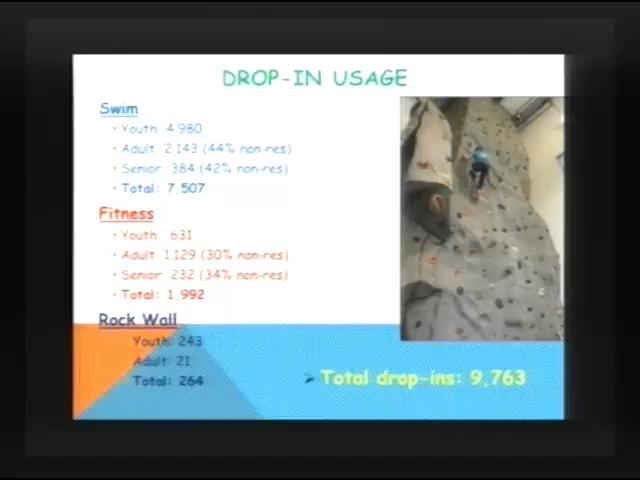 DROP-IN USAGE
Swim
• Youth: 4,980
• Adult: 2,143 (44% non-res)
• Senior: 384 (42% non-res)
• Total: 7,507
Fitness
• Youth: 631
• Adult: 1,129 (30% non-res)
• Senior: 232 (34% non-res)
• Total: 1,992
Rock Wall
Youth: 243
Adult: 21
Total: 264
➢ Total drop-ins: 9,763